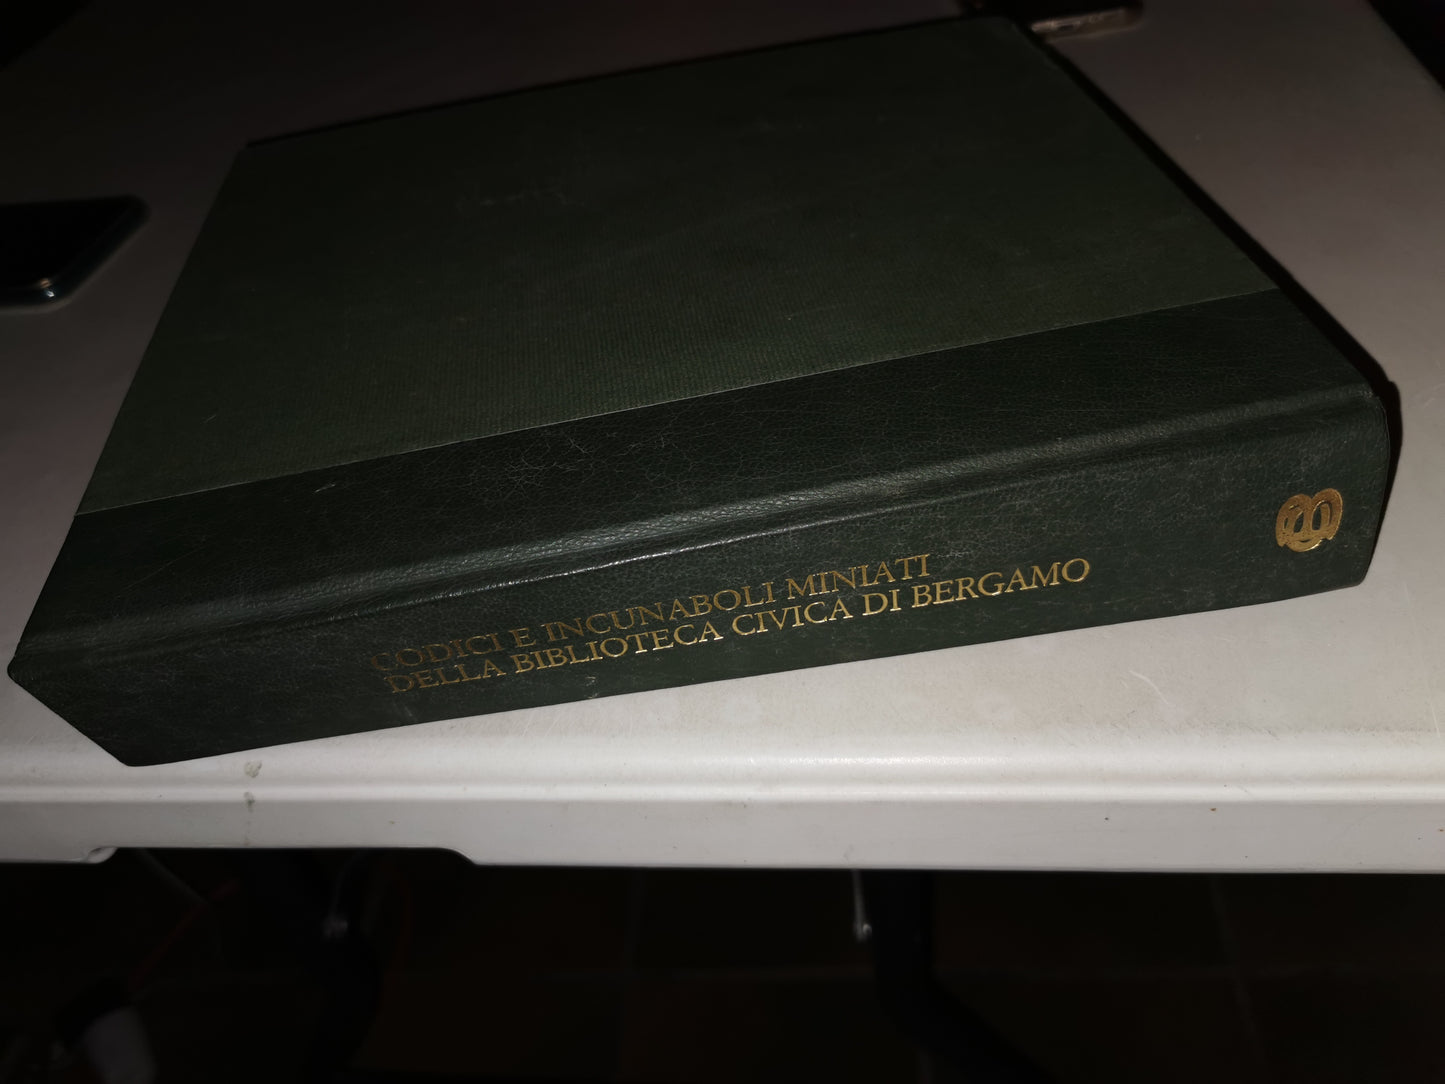 CODICI E INCUNABOLI MINIATI
DELLA BIBLIOTECA CIVICA DI BERGAMO